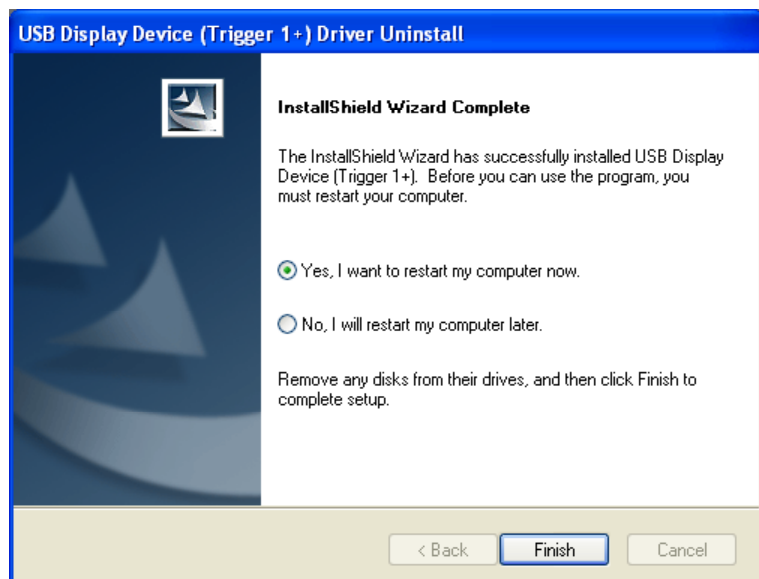 USB Display Device (Trigger 1+) Driver Uninstall
InstallShield Wizard Complete
The InstallShield Wizard has successfully installed USB Display
Device (Trigger 1+).  Before you can use the program, you
must restart your computer.
Yes, I want to restart my computer now.
No, I will restart my computer later.
Remove any disks from their drives, and then click Finish to
complete setup.
< Back Finish Cancel